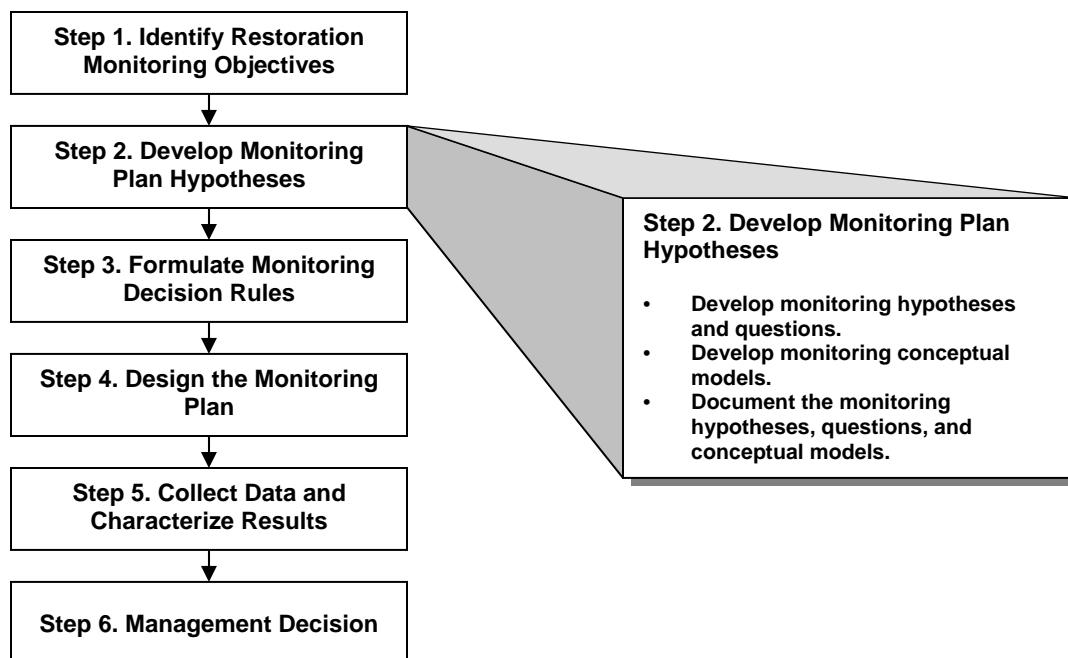 Step 1. Identify Restoration
Monitoring Objectives
Step 2. Develop Monitoring
Plan Hypotheses
Step 3. Formulate Monitoring
Decision Rules
Step 4. Design the Monitoring
Plan
Step 5. Collect Data and
Characterize Results
Step 6. Management Decision
Step 2. Develop Monitoring Plan
Hypotheses
• Develop monitoring hypotheses
and questions.
• Develop monitoring conceptual
models.
• Document the monitoring
hypotheses, questions, and
conceptual models.